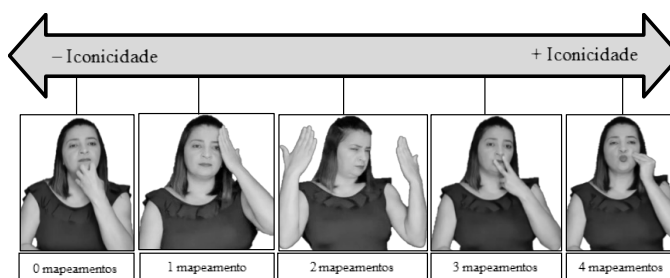 – Iconicidade
+ Iconicidade
0 mapeamentos
1 mapeamento
2 mapeamentos
3 mapeamentos
4 mapeamentos